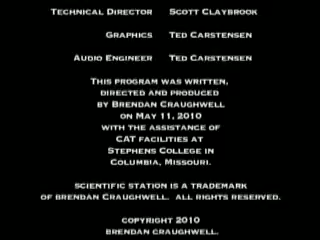 Technical Director Scott Claybrook
Graphics Ted Carstensen
Audio Engineer Ted Carstensen
This program was written,
directed and produced
by Brendan Craughwell
on May 11, 2010
with the assistance of
CAT facilities at
Stephens College in
Columbia, Missouri.
scientific station is a trademark
of brendan Craughwell. all rights reserved.
copyright 2010
brendan craughwell.